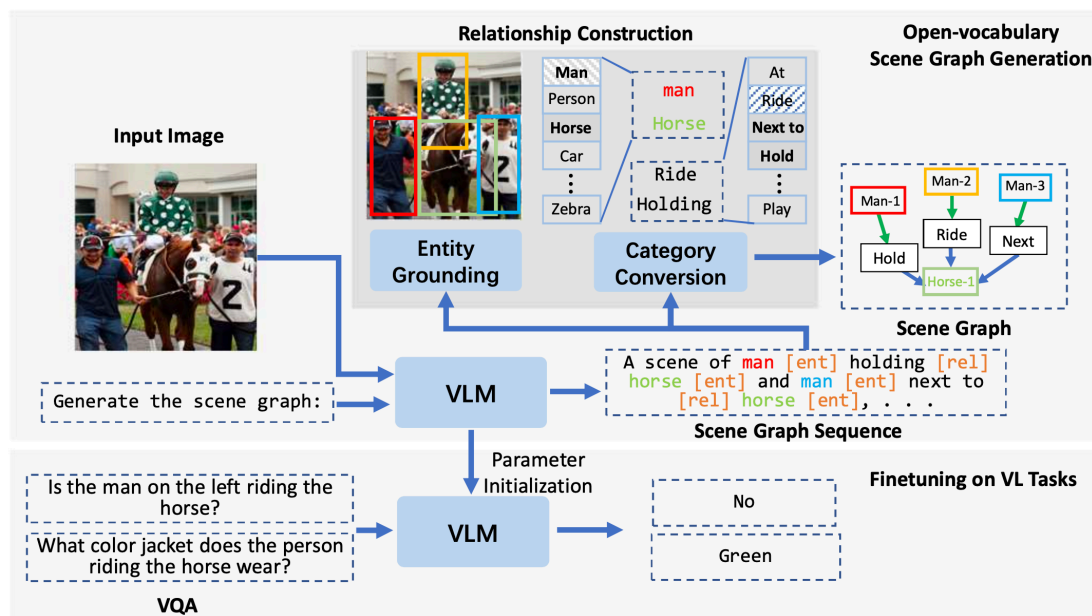 Relationship Construction
Open-vocabulary
Scene Graph Generation
Input Image
Man
Person
Horse
Car
Zebra
man
Horse
Ride
Holding
At
Ride
Next to
Hold
Play
Entity
Grounding
Category
Conversion
Man-1
Man-2
Man-3
Hold
Ride
Next
Horse-1
Scene Graph
2
2
Generate the scene graph:
VLM
A scene of man [ent] holding [rel]
horse [ent] and man [ent] next to
[rel] horse [ent], . . .
Scene Graph Sequence
Parameter
Initialization
Finetuning on VL Tasks
Is the man on the left riding the
horse?
What color jacket does the person
riding the horse wear?
VQA
VLM
No
Green